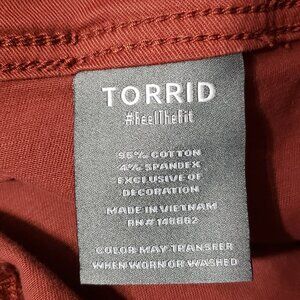 TORRID
#FeelTheFit
96% COTTON
4% SPANDEX
EXCLUSIVE OF
DECORATION
MADE IN VIETNAM
RN# 148862
COLOR MAY TRANSFER
WHEN WORN OR WASHED